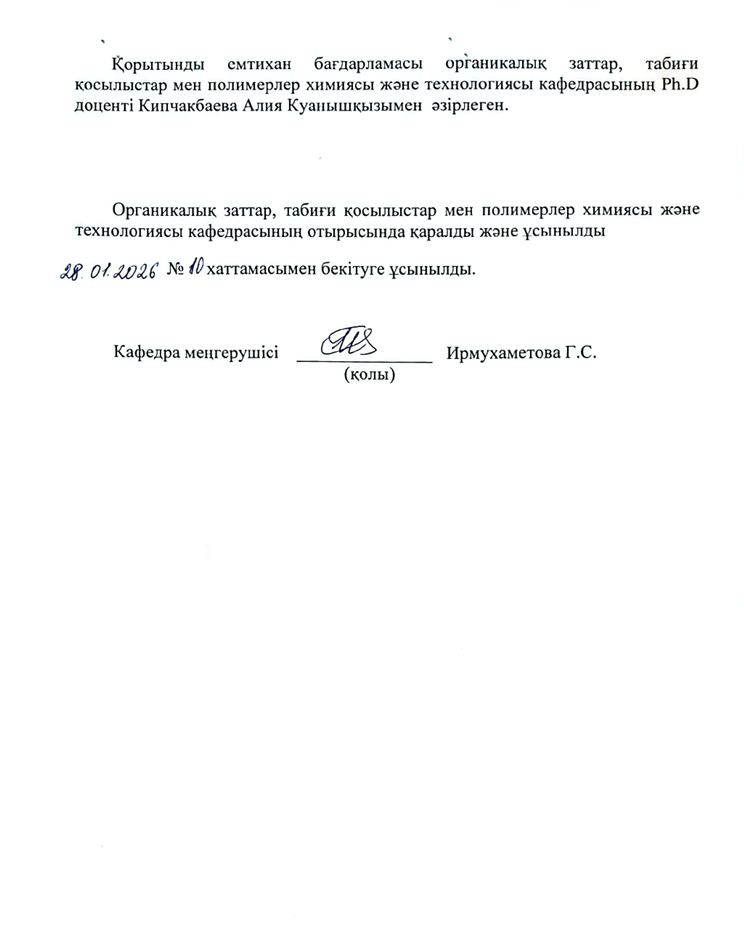 Қорытынды емтихан бағдарламасы органикалық заттар, табиғи
қосылыстар мен полимерлер химиясы және технологиясы кафедрасының Ph.D
доценті Кипчакбаева Алия Куанышқызымен әзірлеген.
Органикалық заттар, табиғи қосылыстар мен полимерлер химиясы және
технологиясы кафедрасының отырысында қаралды және ұсынылды
28.01.2026 № 10 хаттамасымен бекітуге ұсынылды.
Кафедра меңгерушісі ______________ Ирмухаметова Г.С.
(қолы)